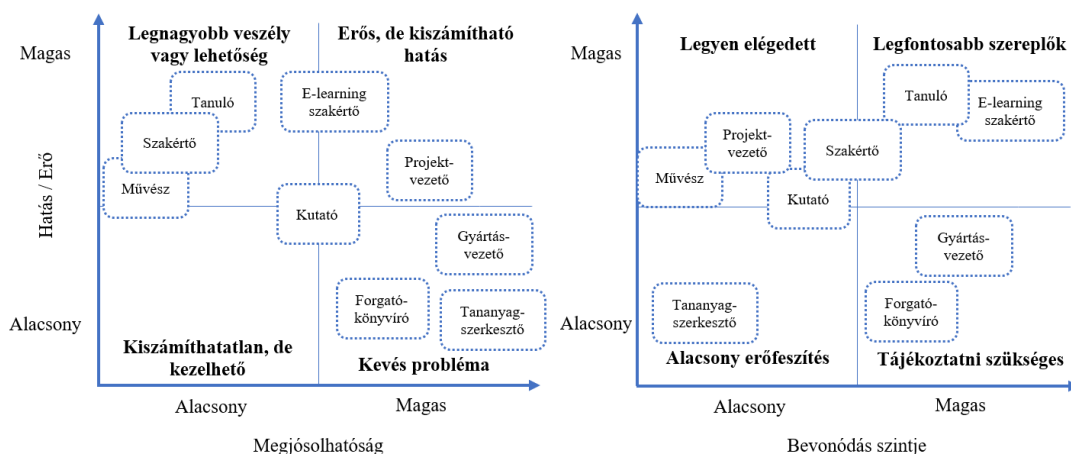 Legnagyobb veszély
vagy lehetőség
Erős, de kiszámítható
hatás
Magas
Tanuló
E-learning
szakértő
Szakértő
Projekt-
vezető
Művész
Kutató
Gyártás-
vezető
Forgató-
könyvíró
Tananyag-
szerkesztő
Alacsony
Kiszámíthatatlan, de
kezelhető
Kevés probléma
Hatás / Erő
Alacsony
Magas
Megjósolhatóság
Legyen elégedett
Legfontosabb szereplők
Magas
Tanuló
E-learning
szakértő
Projekt-
vezető
Szakértő
Művész
Kutató
Gyártás-
vezető
Tananyag-
szerkesztő
Forgató-
könyvíró
Alacsony
Alacsony erőfeszítés
Tájékoztatni szükséges
Alacsony
Magas
Bevonódás szintje